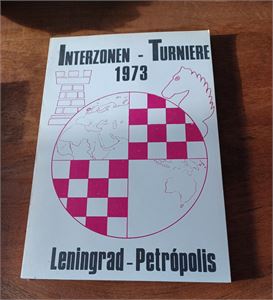 INTERZONEN - TURNIERE
1973
Leningrad - Petrópolis